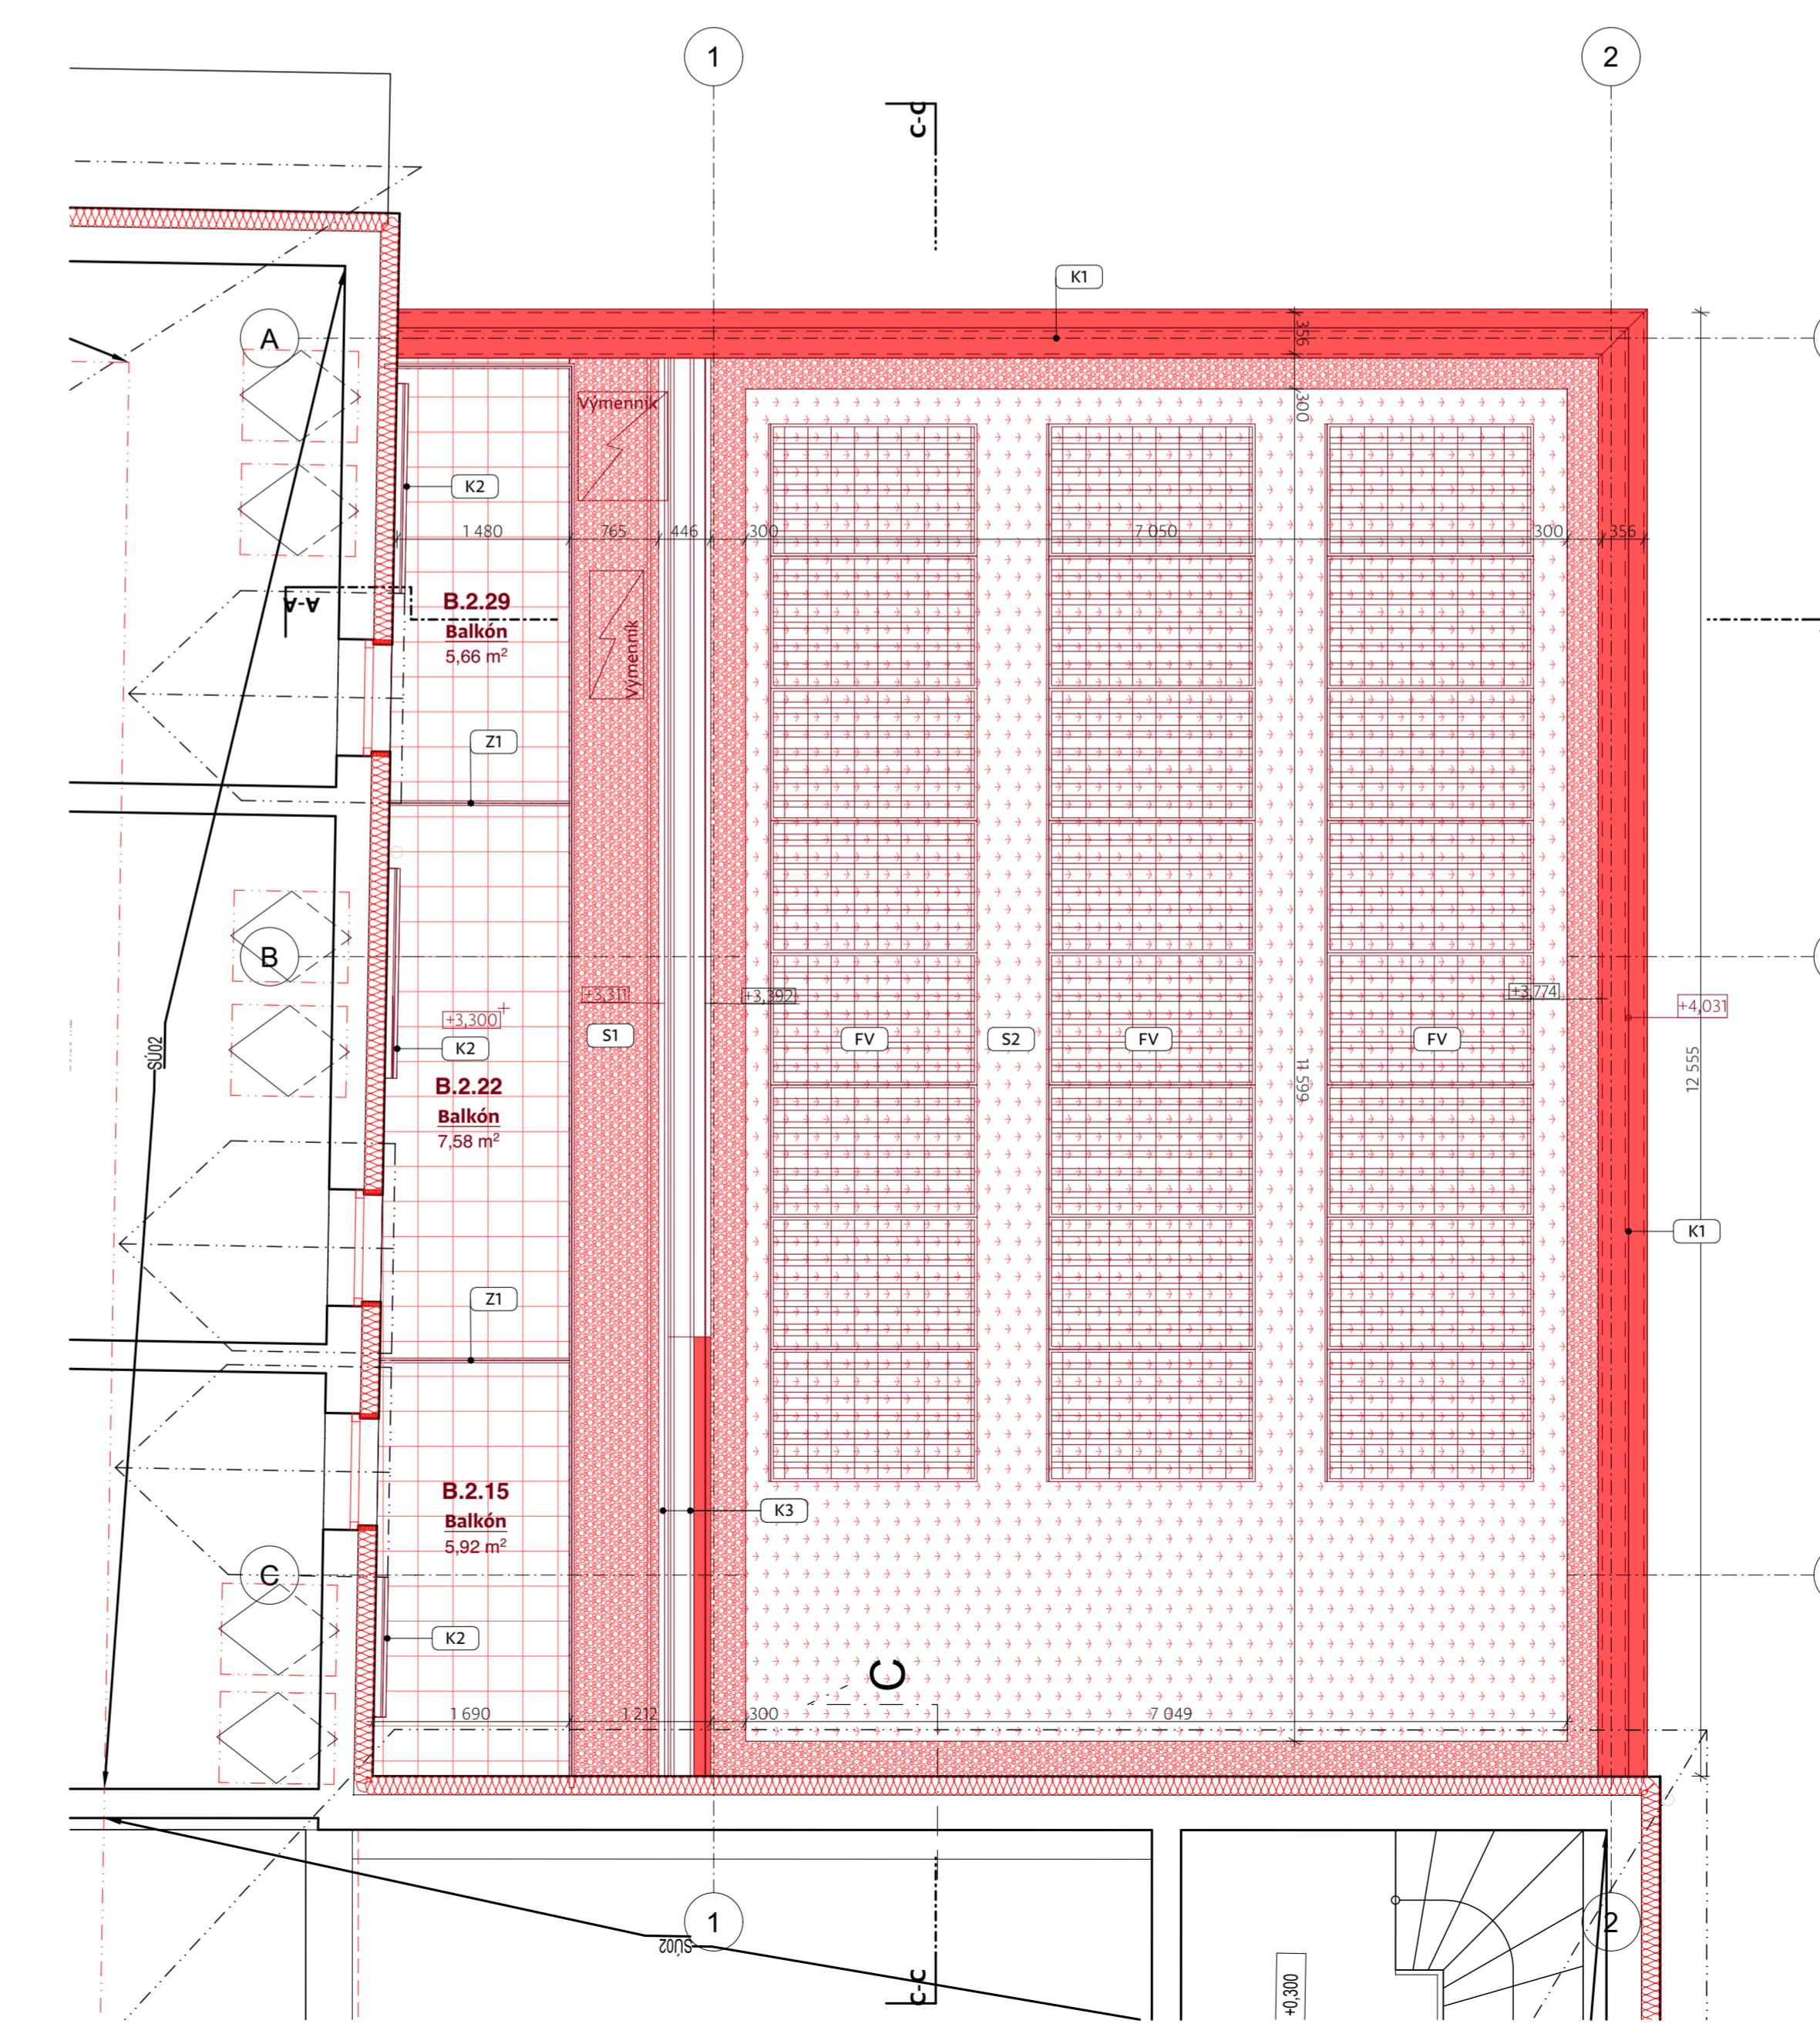 1
2
C-C
K1
A
356
300
Výmenník
K2
1 480
765
446
300
7 050
300
356
A-A
B.2.29
Balkón
5,66 m²
Výmenník
Z1
B
+3,311
+3,392
+3,774
+4,031
+3,300
S1
FV
S2
FV
FV
SÚ02
K2
11 599
12 555
B.2.22
Balkón
7,58 m²
K1
Z1
B.2.15
Balkón
5,92 m²
K3
C
K2
C
1 690
1 212
300
7 049
1
2
SÚ02
C-C
+0,300